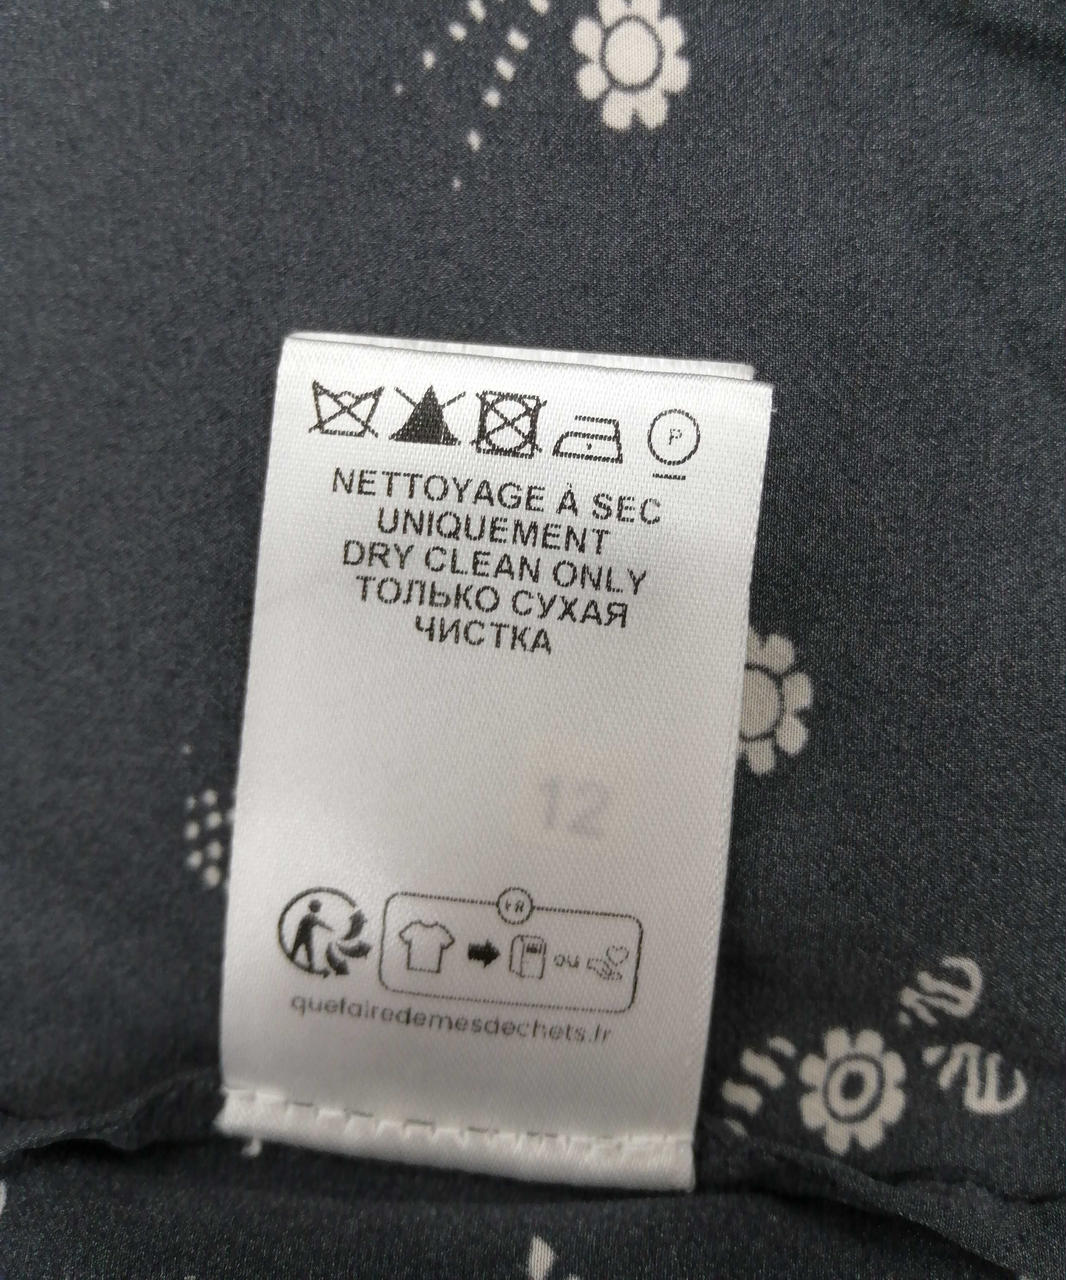 P
NETTOYAGE À SEC
UNIQUEMENT
DRY CLEAN ONLY
ТОЛЬКО СУХАЯ
ЧИСТКА
12
FR
ou
quefairedemesdechets.fr